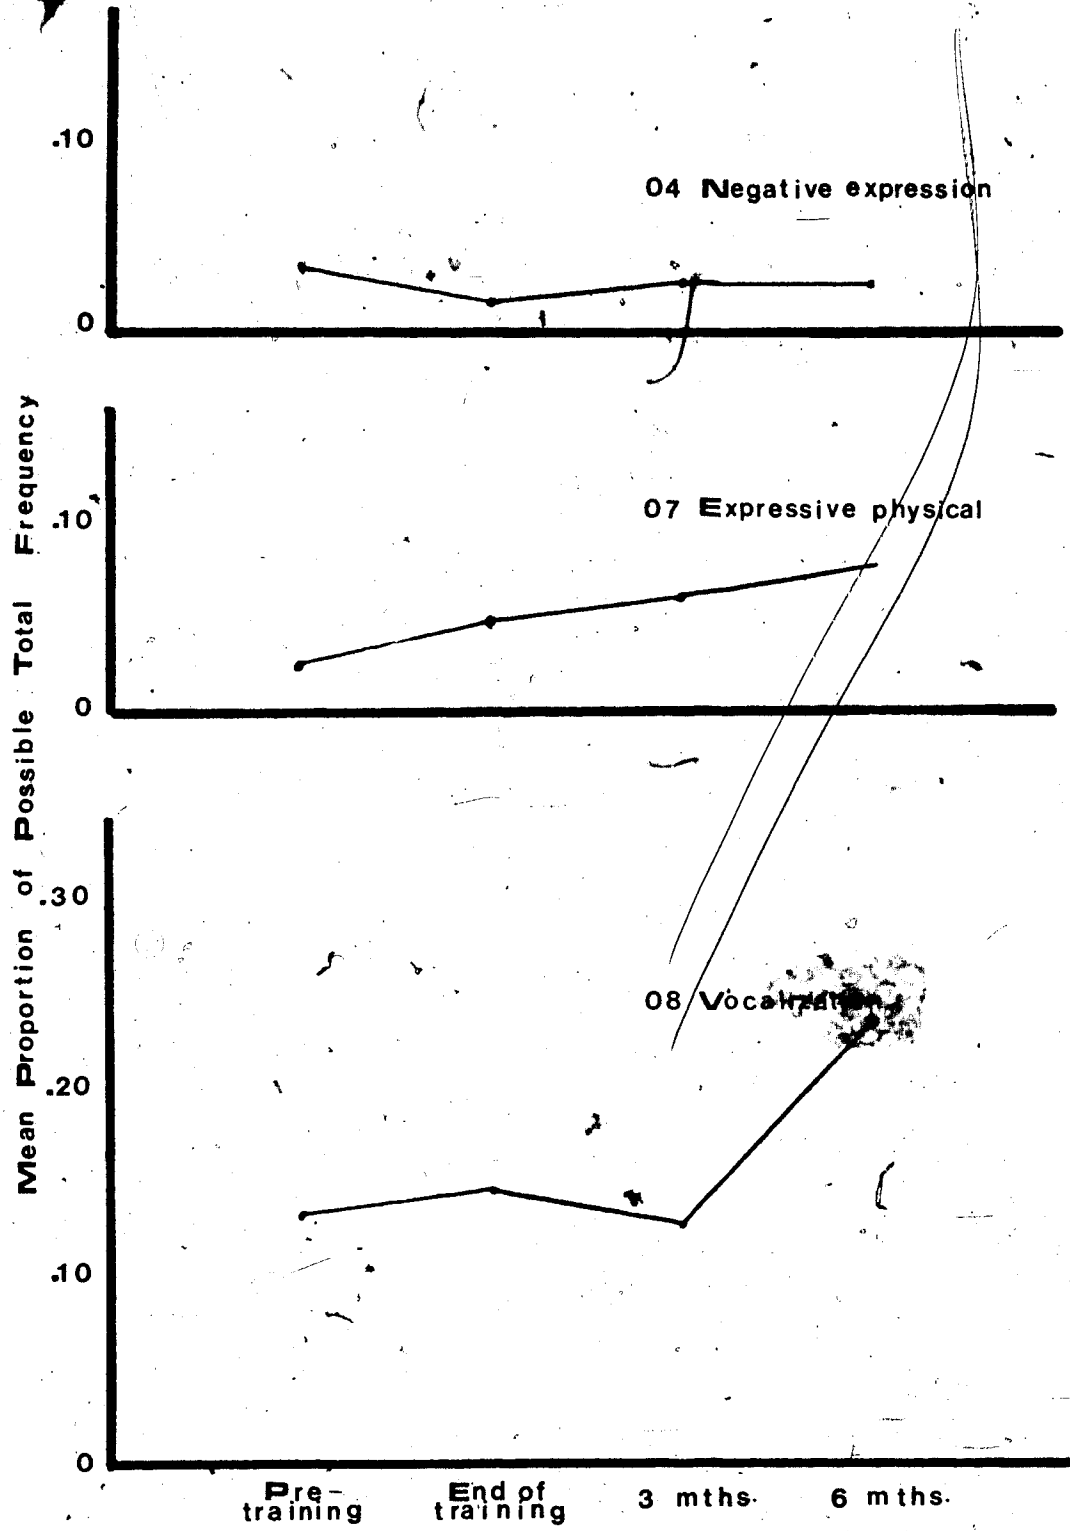 .10
04 Negative expression
0
Mean Proportion of Possible Total Frequency
.10
07 Expressive physical
0
.30
08 Vocalization
.20
.10
0
Pre-
training
End of
training
3 mths.
6 mths.